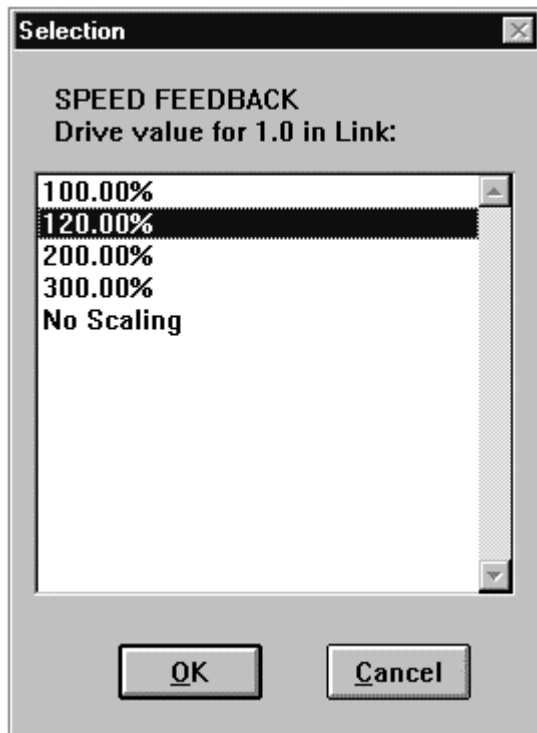 Selection
SPEED FEEDBACK
Drive value for 1.0 in Link:
100.00%
120.00%
200.00%
300.00%
No Scaling
OK
Cancel